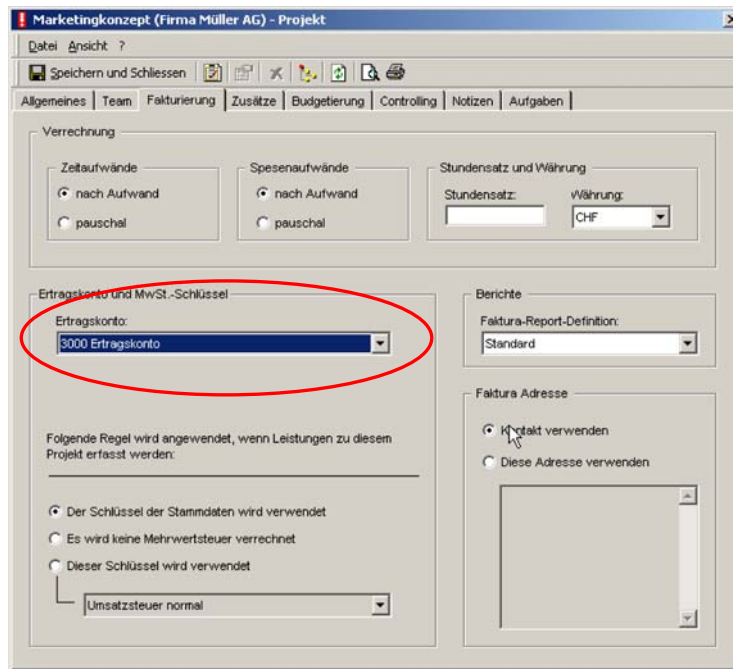 Marketingkonzept (Firma Müller AG) - Projekt
Datei Ansicht ?
Speichern und Schliessen
Allgemeines Team Fakturierung Zusätze Budgetierung Controlling Notizen Aufgaben
Verrechnung
Zeitaufwände
nach Aufwand
pauschal
Spesenaufwände
nach Aufwand
pauschal
Stundensatz und Währung
Stundensatz: Währung:
CHF
Ertragskonto und MwSt.-Schlüssel
Ertragskonto:
3000 Ertragskonto
Folgende Regel wird angewendet, wenn Leistungen zu diesem
Projekt erfasst werden:
Der Schlüssel der Stammdaten wird verwendet
Es wird keine Mehrwertsteuer verrechnet
Dieser Schlüssel wird verwendet
Umsatzsteuer normal
Berichte
Faktura-Report-Definition:
Standard
Faktura Adresse
Kontakt verwenden
Diese Adresse verwenden